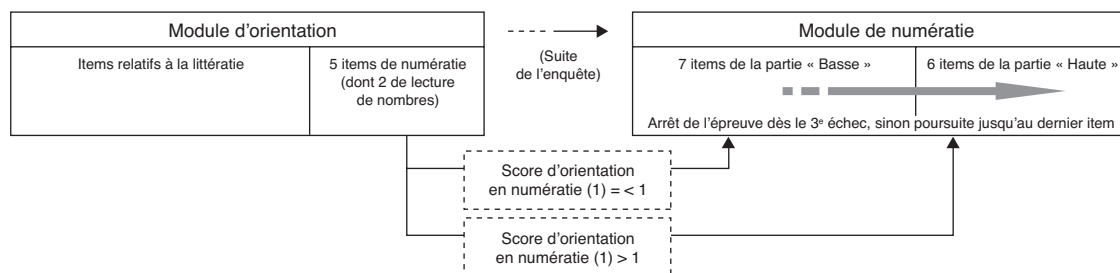 Module d'orientation
Items relatifs à la littératie
5 items de numératie
(dont 2 de lecture
de nombres)
(Suite
de l'enquête)
Module de numératie
7 items de la partie « Basse »
6 items de la partie « Haute »
Arrêt de l'épreuve dès le 3e échec, sinon poursuite jusqu'au dernier item
Score d'orientation
en numératie (1) = < 1
Score d'orientation
en numératie (1) > 1